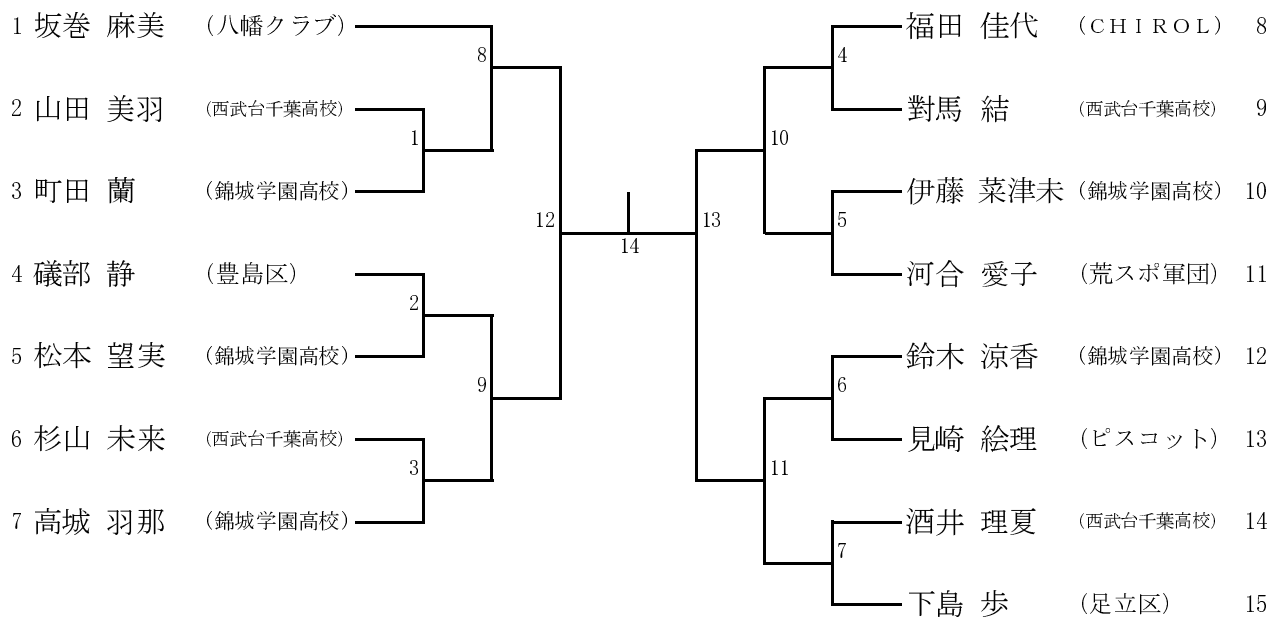 1 坂巻 麻美 (八幡クラブ)
8
2 山田 美羽 (西武台千葉高校)
1
3 町田 蘭 (錦城学園高校)
12
4 礒部 静 (豊島区)
2
5 松本 望実 (錦城学園高校)
9
6 杉山 未来 (西武台千葉高校)
3
7 高城 羽那 (錦城学園高校)
14
福田 佳代 (ＣＨＩＲＯＬ) 8
4
對馬 結 (西武台千葉高校) 9
10
伊藤 菜津未 (錦城学園高校) 10
13
5
河合 愛子 (荒スポ軍団) 11
鈴木 涼香 (錦城学園高校) 12
6
見崎 絵理 (ピスコット) 13
11
酒井 理夏 (西武台千葉高校) 14
7
下島 歩 (足立区) 15